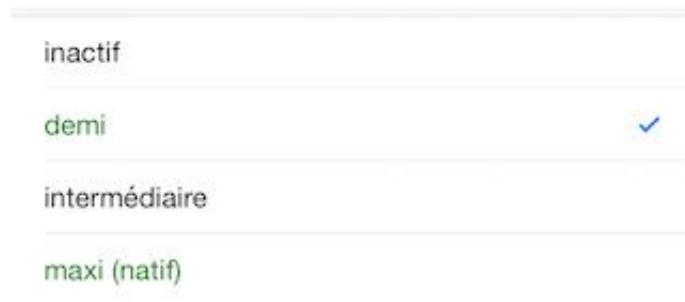 inactif
demi
intermédiaire
maxi (natif)